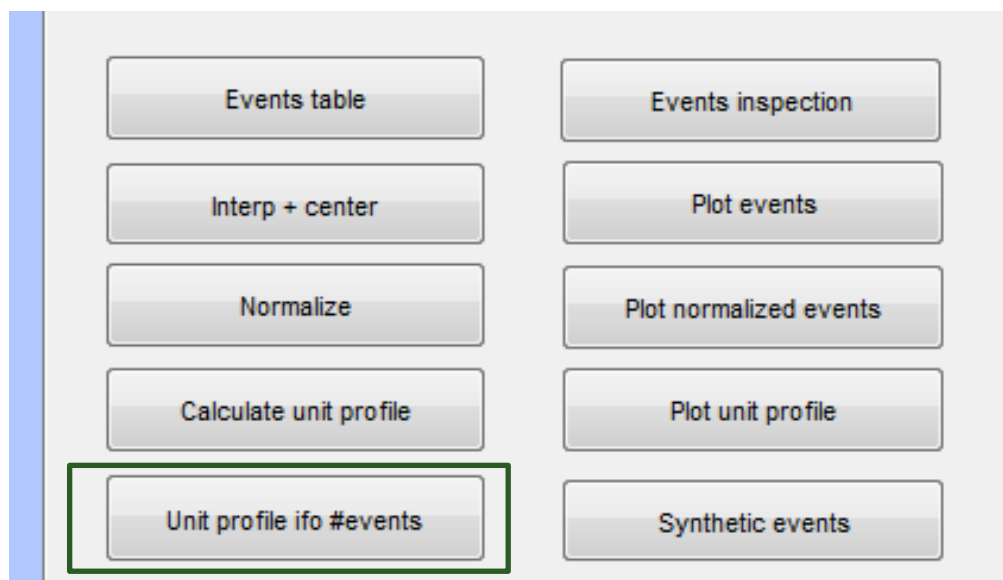 Events table
Events inspection
Interp + center
Plot events
Normalize
Plot normalized events
Calculate unit profile
Plot unit profile
Unit profile ifo #events
Synthetic events